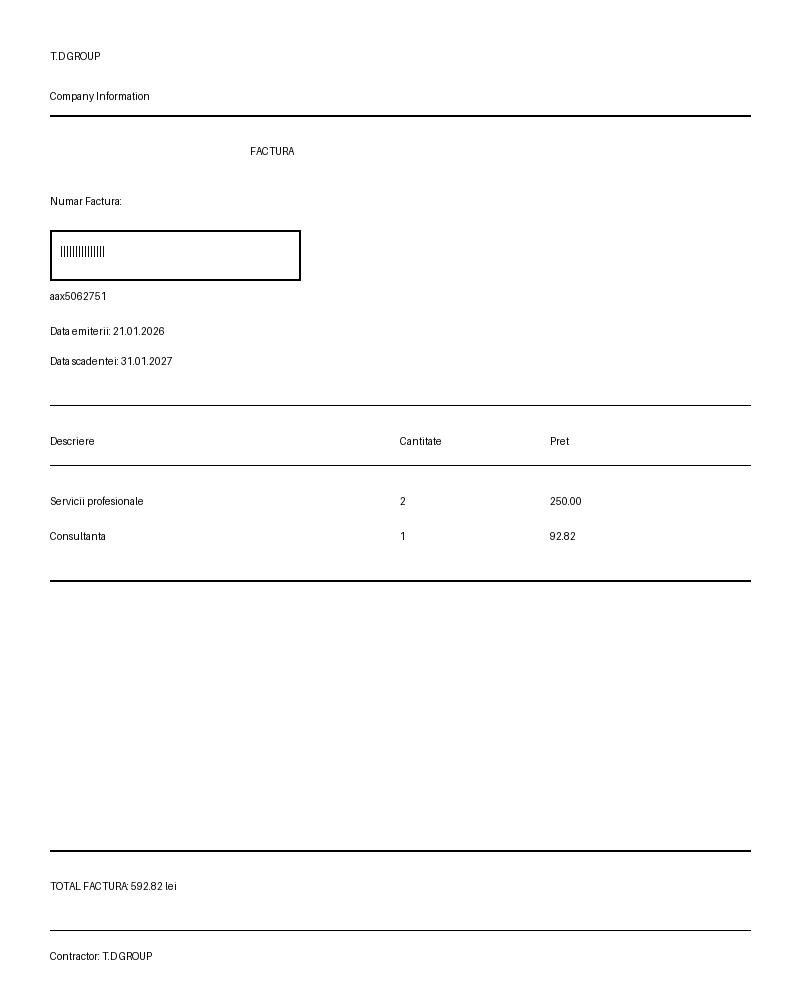 T.D GROUP
Company Information
FACTURA
Numar Factura:
aax5062751
Data emiterii: 21.01.2026
Data scadentei: 31.01.2027
Descriere Cantitate Pret
Servicii profesionale 2 250.00
Consultanta 1 92.82
TOTAL FACTURA: 592.82 lei
Contractor: T.D GROUP